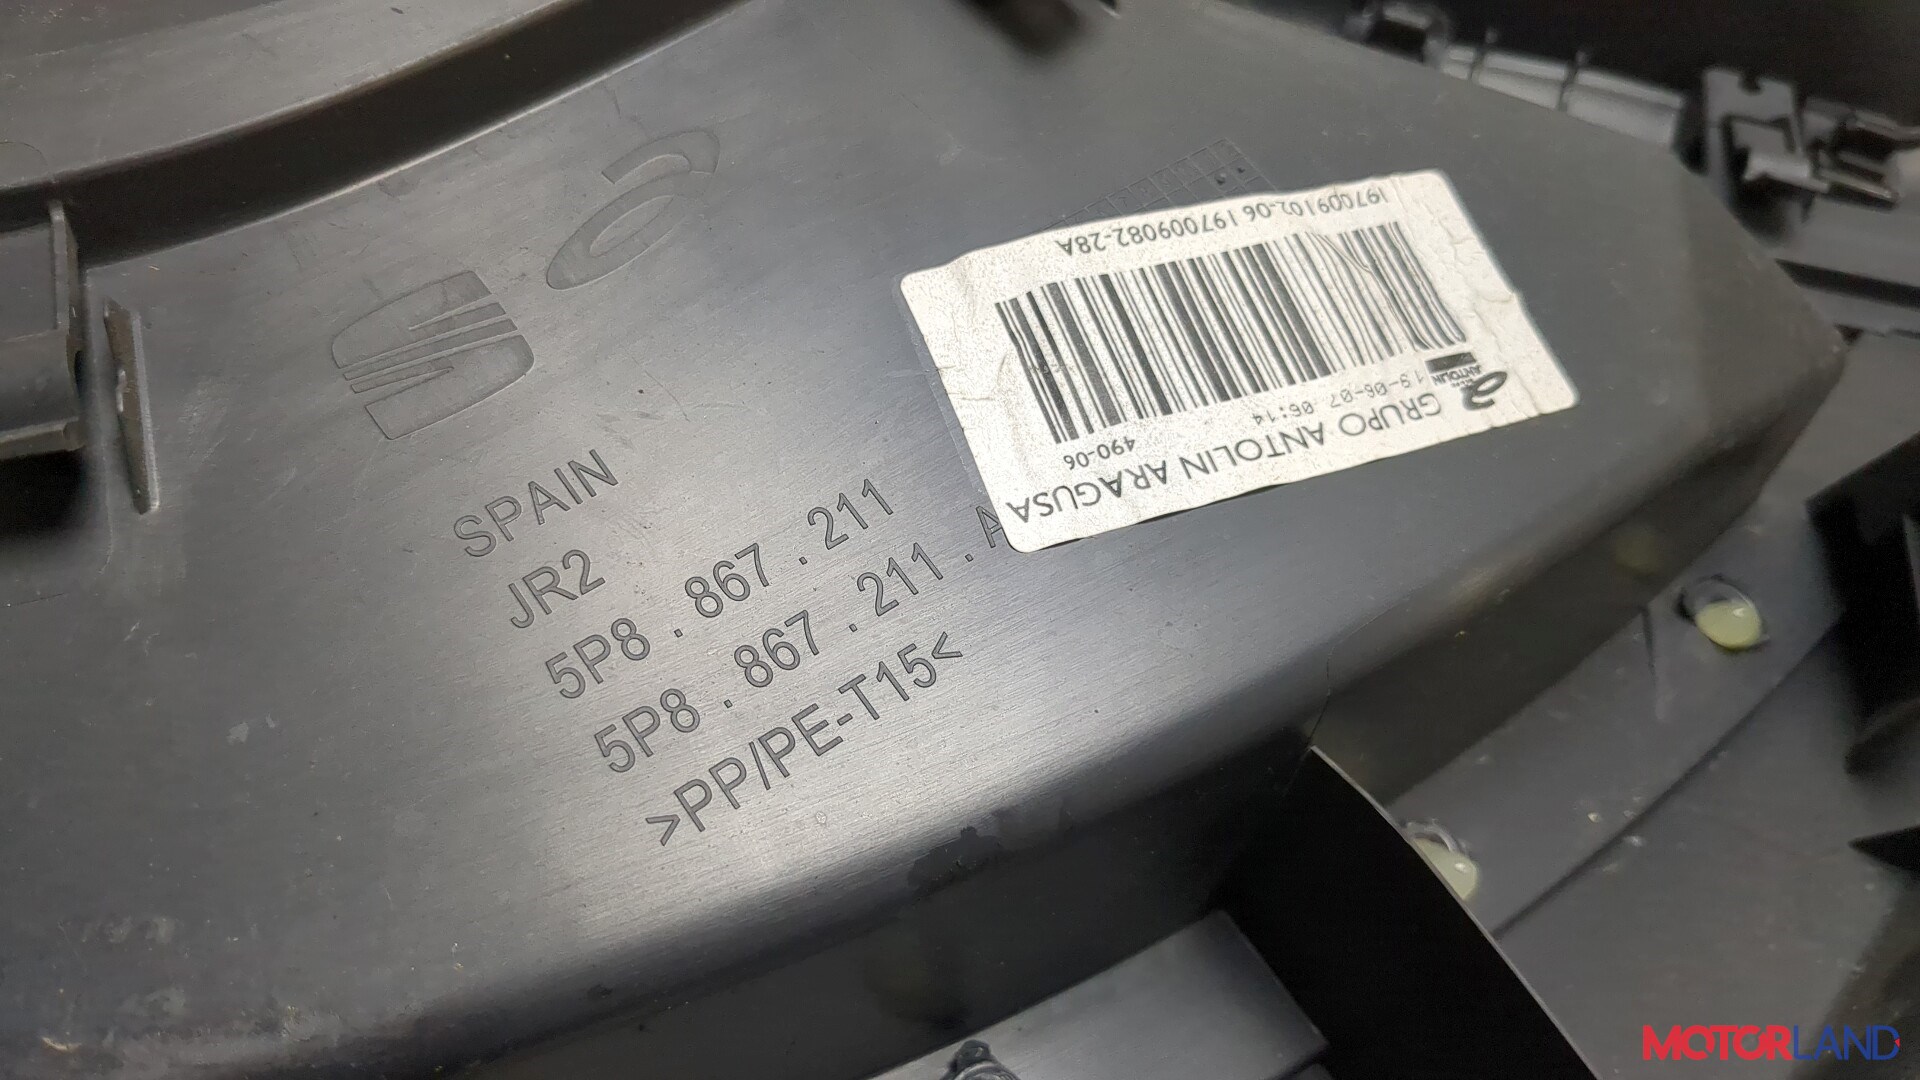 SPAIN
JR2
5P8 . 867 . 211
5P8 . 867 . 211 . A
>PP/PE-T15<
GRUPO ANTOLIN ARAGUSA
19-06-07 06:14
490-06
ANTOLIN
197009102-06 197009082-28A
MOTORLAND